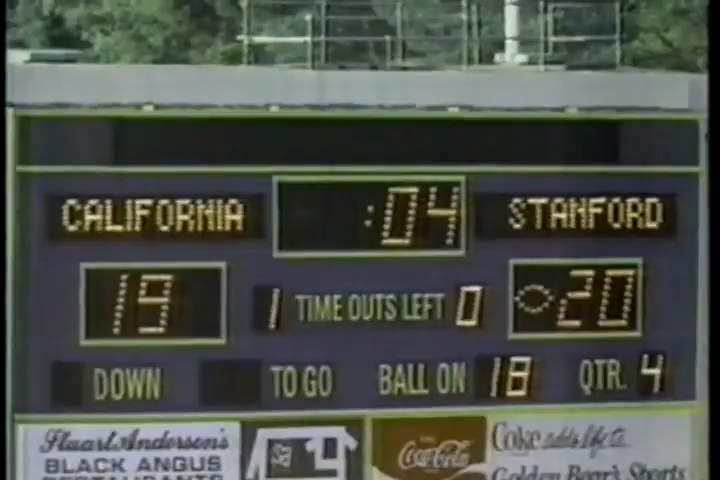 CALIFORNIA :04 STANFORD
19 1 TIME OUTS LEFT 0 20
DOWN TO GO BALL ON 18 QTR. 4
Stuart Anderson's
BLACK ANGUS
RESTAURANTS
Coca-Cola
Coke adds life to
Golden Bear's Sports